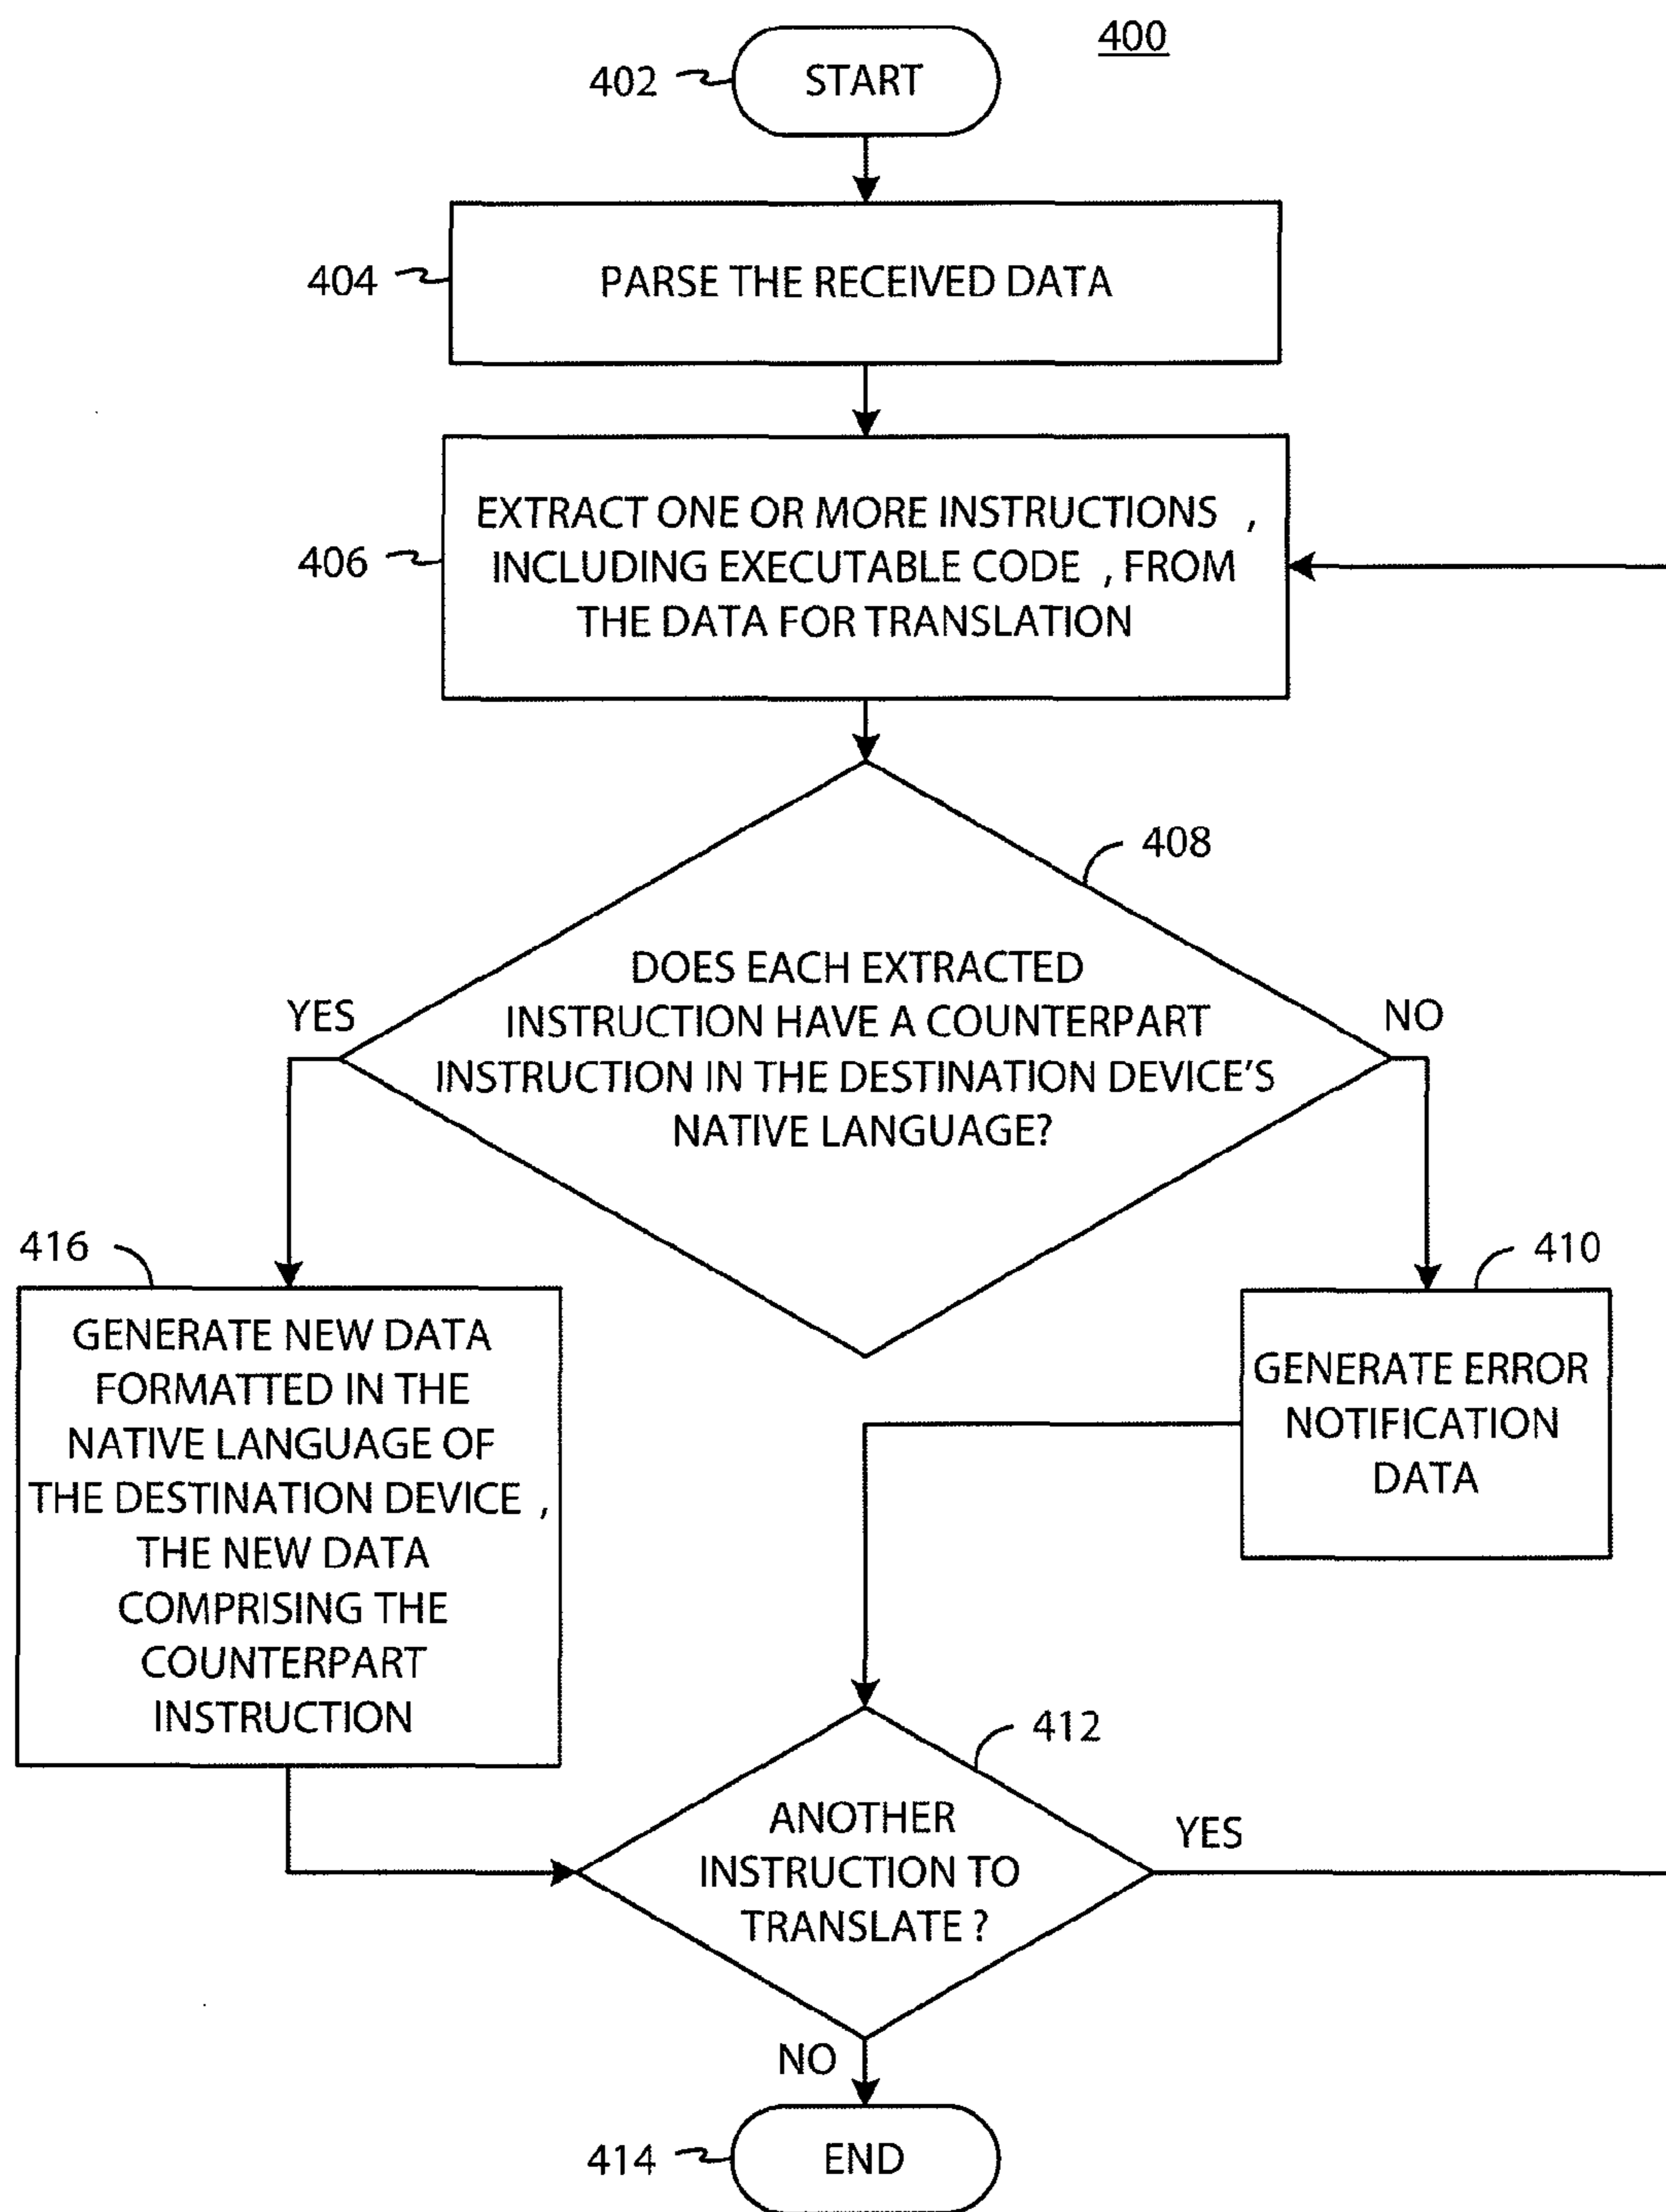 400
402
START
404
PARSE THE RECEIVED DATA
406
EXTRACT ONE OR MORE INSTRUCTIONS ,
INCLUDING EXECUTABLE CODE , FROM
THE DATA FOR TRANSLATION
408
DOES EACH EXTRACTED
INSTRUCTION HAVE A COUNTERPART
INSTRUCTION IN THE DESTINATION DEVICE'S
NATIVE LANGUAGE?
YES
NO
416
GENERATE NEW DATA
FORMATTED IN THE
NATIVE LANGUAGE OF
THE DESTINATION DEVICE ,
THE NEW DATA
COMPRISING THE
COUNTERPART
INSTRUCTION
410
GENERATE ERROR
NOTIFICATION
DATA
412
ANOTHER
INSTRUCTION TO
TRANSLATE ?
YES
NO
414
END